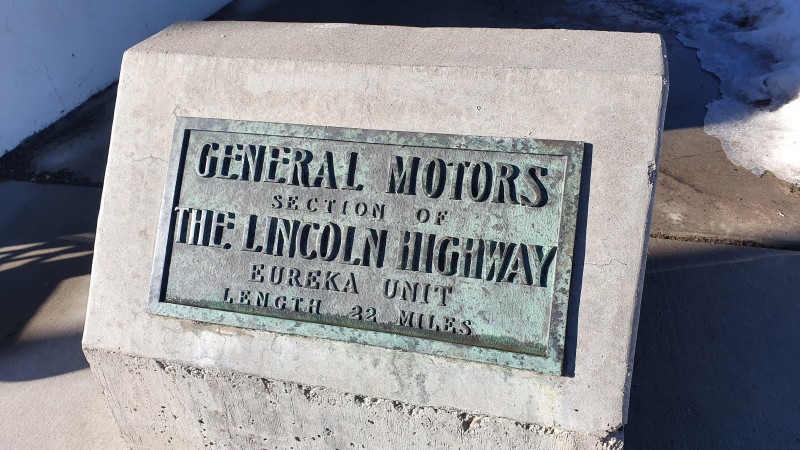 GENERAL MOTORS
SECTION OF
THE LINCOLN HIGHWAY
EUREKA UNIT
LENGTH 22 MILES